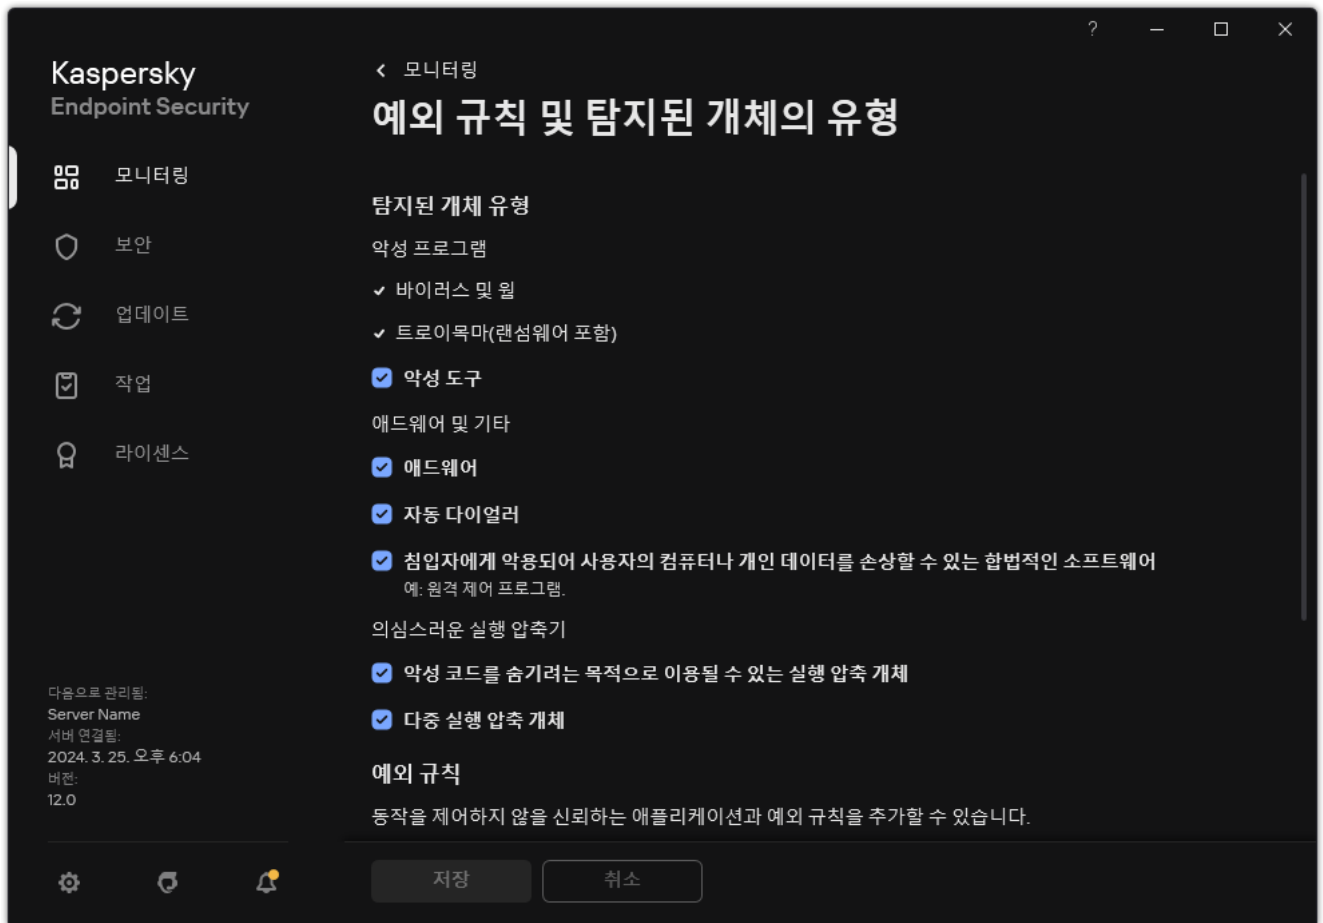 ?
Kaspersky
Endpoint Security
모니터링
보안
업데이트
작업
라이센스
다음으로 관리됨:
Server Name
서버 연결됨:
2024. 3. 25. 오후 6:04
버전:
12.0
모니터링
예외 규칙 및 탐지된 개체의 유형
탐지된 개체 유형
악성 프로그램
바이러스 및 웜
트로이목마(랜섬웨어 포함)
악성 도구
애드웨어 및 기타
애드웨어
자동 다이얼러
침입자에게 악용되어 사용자의 컴퓨터나 개인 데이터를 손상할 수 있는 합법적인 소프트웨어
예: 원격 제어 프로그램.
의심스러운 실행 압축기
악성 코드를 숨기려는 목적으로 이용될 수 있는 실행 압축 개체
다중 실행 압축 개체
예외 규칙
동작을 제어하지 않을 신뢰하는 애플리케이션과 예외 규칙을 추가할 수 있습니다.
저장
취소